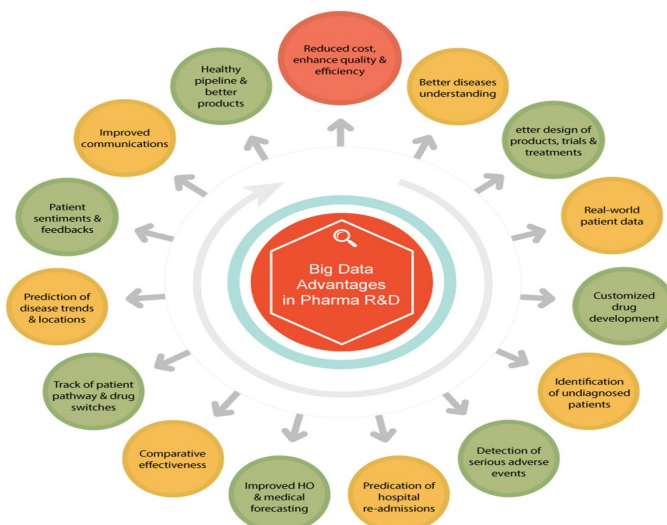 Reduced cost,
enhance quality &
efficiency
Better diseases
understanding
etter design of
products, trials &
treatments
Real-world
patient data
Customized
drug
development
Identification
of undiagnosed
patients
Detection of
serious adverse
events
Predication of
hospital
re-admissions
Improved HO
& medical
forecasting
Comparative
effectiveness
Track of patient
pathway & drug
switches
Prediction of
disease trends
& locations
Patient
sentiments &
feedbacks
Improved
communications
Healthy
pipeline &
better
products
Big Data
Advantages
in Pharma R&D